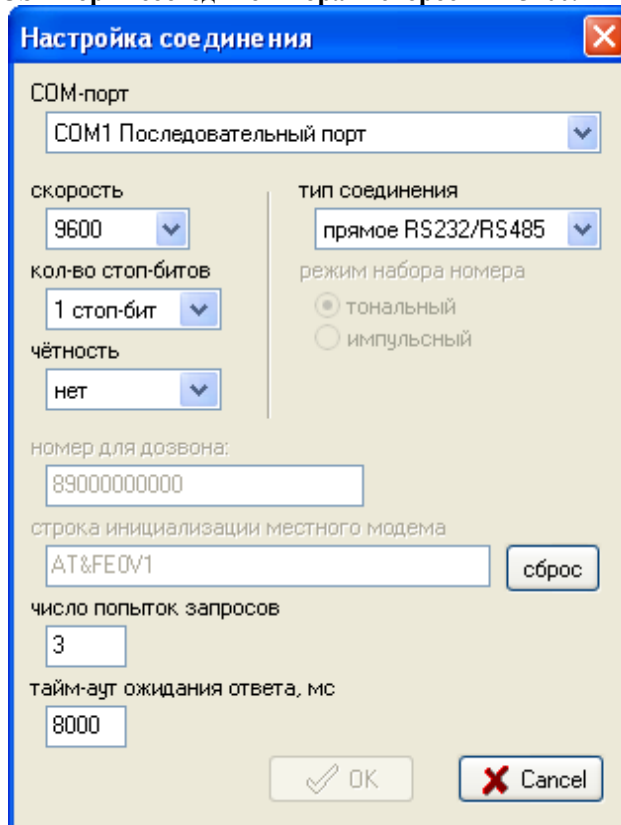 Настройка соединения
COM-порт
COM1 Последовательный порт
скорость
9600
кол-во стоп-битов
1 стоп-бит
чётность
нет
тип соединения
прямое RS232/RS485
режим набора номера
тональный
импульсный
номер для дозвона:
89000000000
строка инициализации местного модема
AT&FE0V1
сброс
число попыток запросов
3
тайм-аут ожидания ответа, мс
8000
OK
Cancel